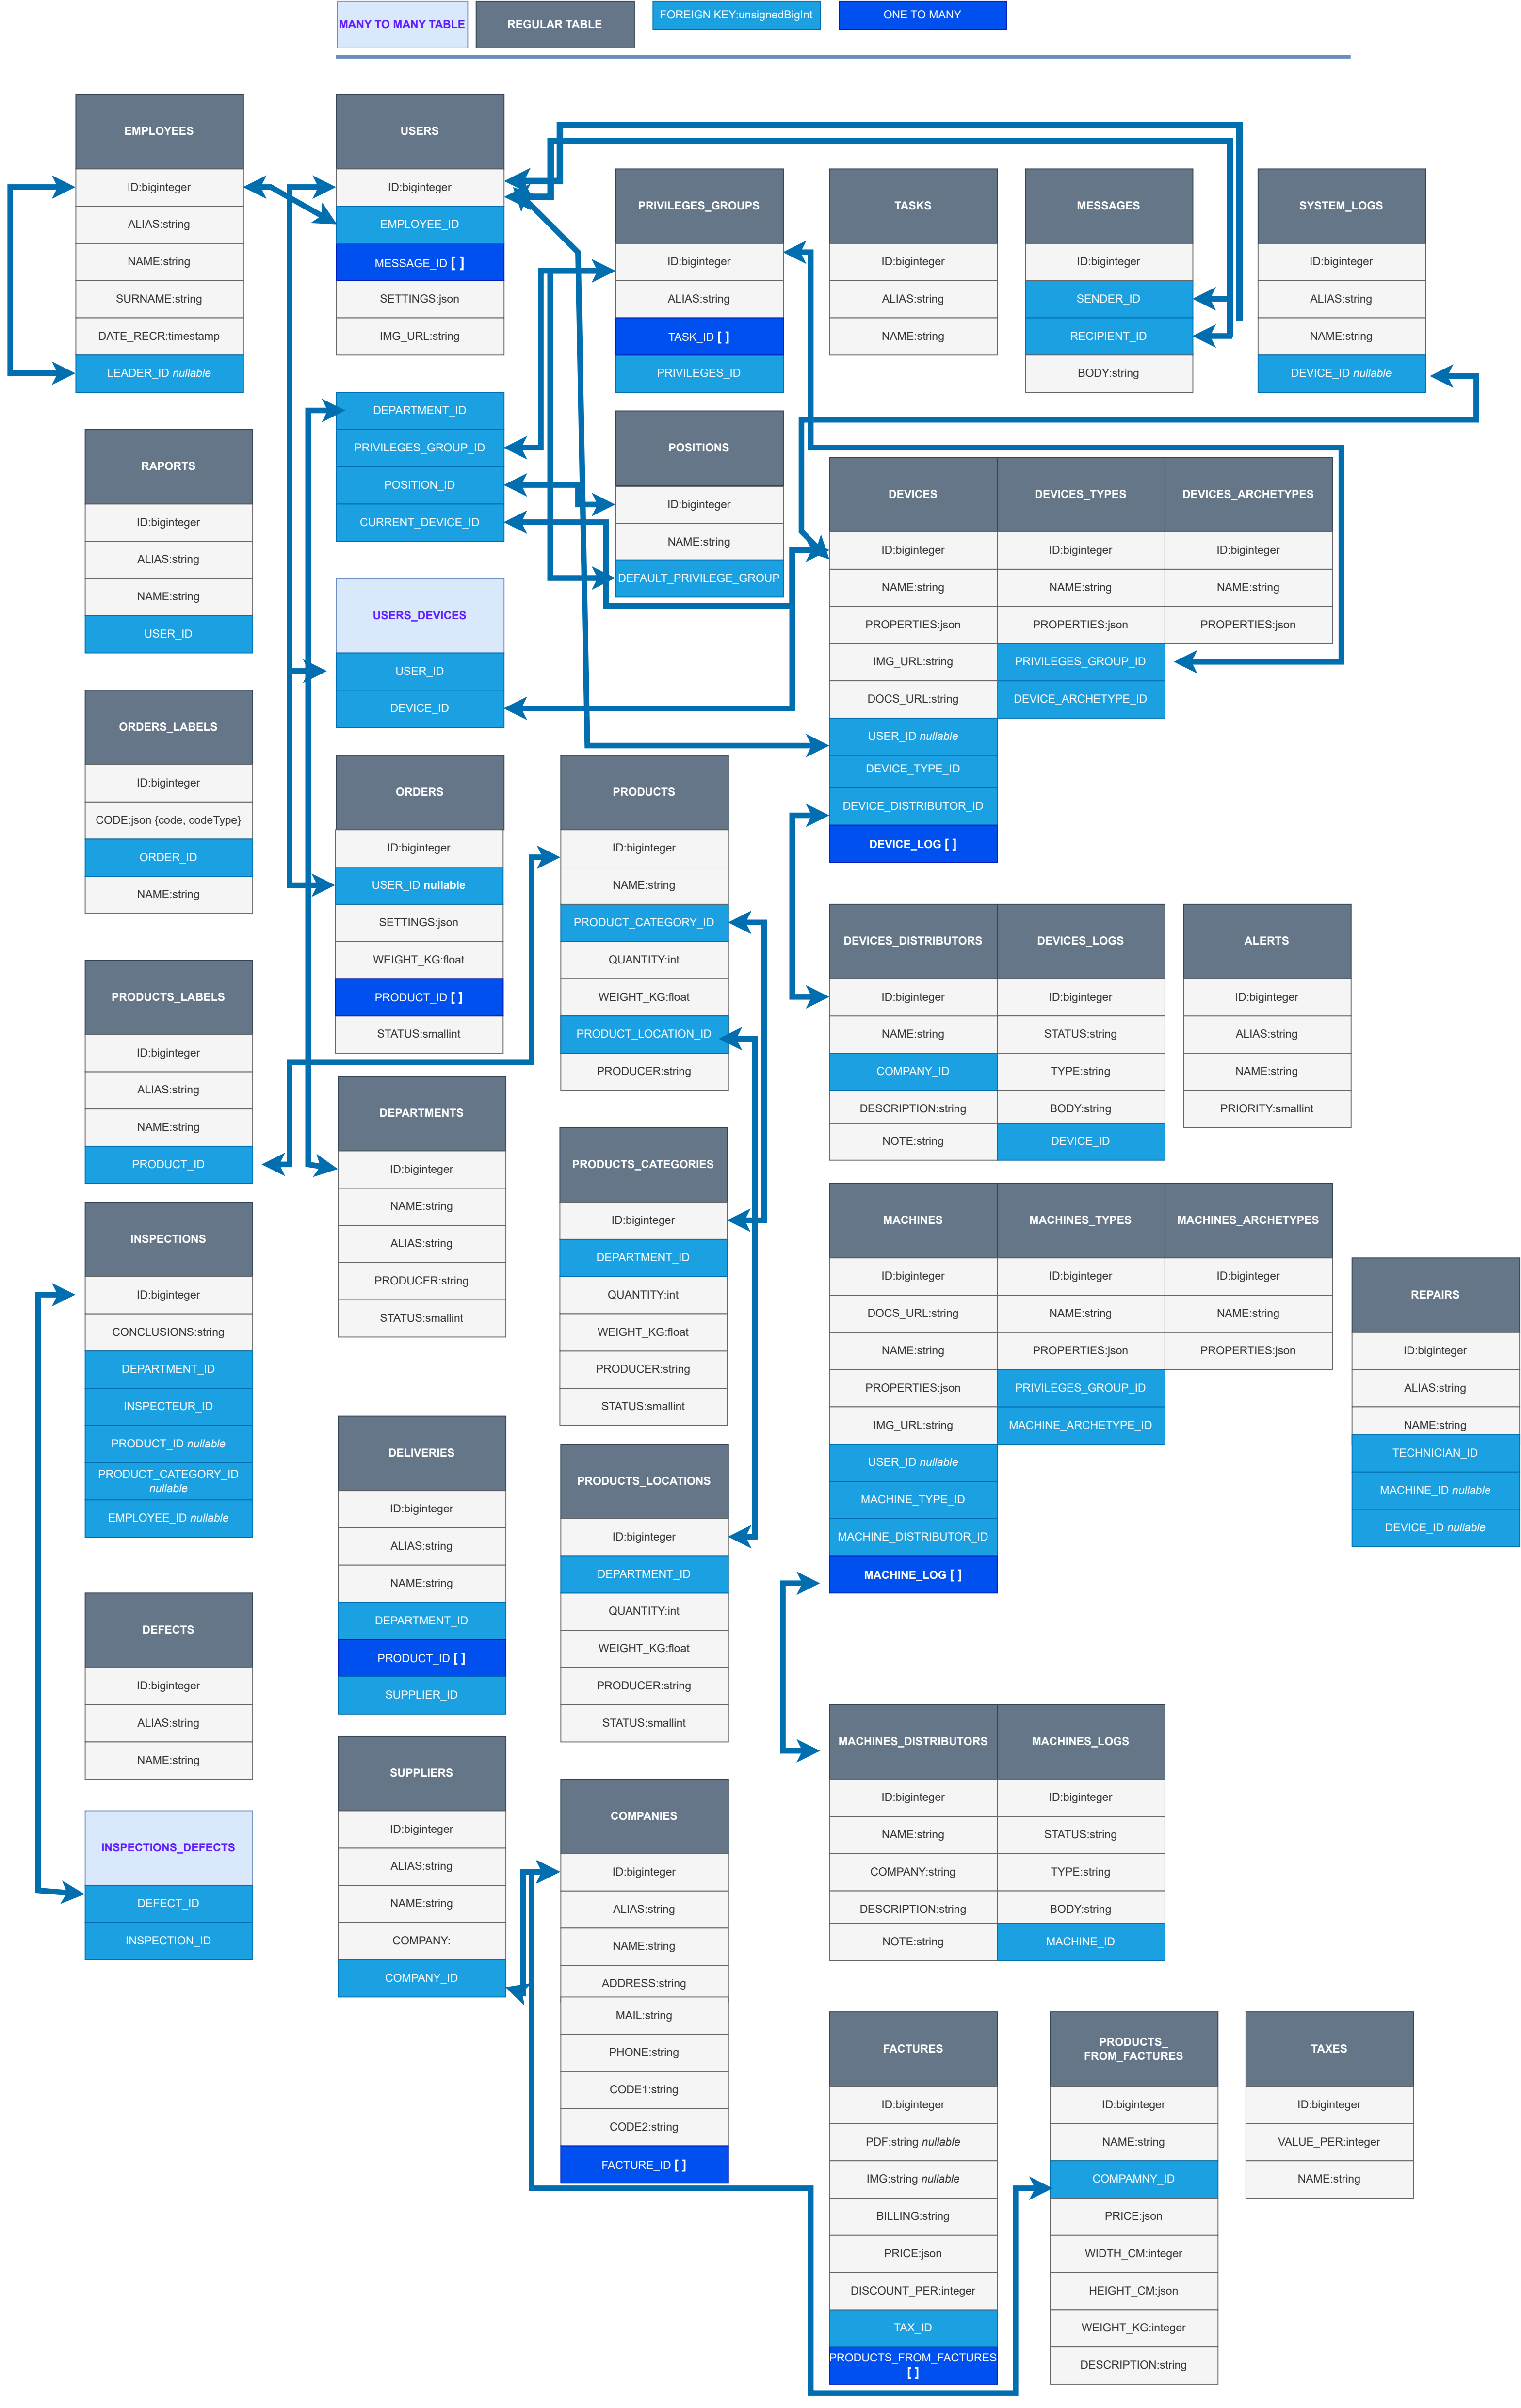 MANY TO MANY TABLE
REGULAR TABLE
FOREIGN KEY:unsignedBigInt
ONE TO MANY
EMPLOYEES
ID:biginteger
ALIAS:string
NAME:string
SURNAME:string
DATE_RECR:timestamp
LEADER_ID nullable
USERS
ID:biginteger
EMPLOYEE_ID
MESSAGE_ID [ ]
SETTINGS:json
IMG_URL:string
DEPARTMENT_ID
PRIVILEGES_GROUP_ID
POSITION_ID
CURRENT_DEVICE_ID
PRIVILEGES_GROUPS
ID:biginteger
ALIAS:string
TASK_ID [ ]
PRIVILEGES_ID
TASKS
ID:biginteger
ALIAS:string
NAME:string
MESSAGES
ID:biginteger
SENDER_ID
RECIPIENT_ID
BODY:string
SYSTEM_LOGS
ID:biginteger
ALIAS:string
NAME:string
DEVICE_ID nullable
POSITIONS
ID:biginteger
NAME:string
DEFAULT_PRIVILEGE_GROUP
RAPORTS
ID:biginteger
ALIAS:string
NAME:string
USER_ID
USERS_DEVICES
USER_ID
DEVICE_ID
DEVICES
ID:biginteger
NAME:string
PROPERTIES:json
IMG_URL:string
DOCS_URL:string
USER_ID nullable
DEVICE_TYPE_ID
DEVICE_DISTRIBUTOR_ID
DEVICE_LOG [ ]
DEVICES_TYPES
ID:biginteger
NAME:string
PROPERTIES:json
PRIVILEGES_GROUP_ID
DEVICE_ARCHETYPE_ID
DEVICES_ARCHETYPES
ID:biginteger
NAME:string
PROPERTIES:json
ORDERS_LABELS
ID:biginteger
CODE:json {code, codeType}
ORDER_ID
NAME:string
ORDERS
ID:biginteger
USER_ID nullable
SETTINGS:json
WEIGHT_KG:float
PRODUCT_ID [ ]
STATUS:smallint
PRODUCTS
ID:biginteger
NAME:string
PRODUCT_CATEGORY_ID
QUANTITY:int
WEIGHT_KG:float
PRODUCT_LOCATION_ID
PRODUCER:string
DEVICES_DISTRIBUTORS
ID:biginteger
NAME:string
COMPANY_ID
DESCRIPTION:string
NOTE:string
DEVICES_LOGS
ID:biginteger
STATUS:string
TYPE:string
BODY:string
DEVICE_ID
ALERTS
ID:biginteger
ALIAS:string
NAME:string
PRIORITY:smallint
PRODUCTS_LABELS
ID:biginteger
ALIAS:string
NAME:string
PRODUCT_ID
DEPARTMENTS
ID:biginteger
NAME:string
ALIAS:string
PRODUCER:string
STATUS:smallint
PRODUCTS_CATEGORIES
ID:biginteger
DEPARTMENT_ID
QUANTITY:int
WEIGHT_KG:float
PRODUCER:string
STATUS:smallint
MACHINES
ID:biginteger
DOCS_URL:string
NAME:string
PROPERTIES:json
IMG_URL:string
USER_ID nullable
MACHINE_TYPE_ID
MACHINE_DISTRIBUTOR_ID
MACHINE_LOG [ ]
MACHINES_TYPES
ID:biginteger
NAME:string
PROPERTIES:json
PRIVILEGES_GROUP_ID
MACHINE_ARCHETYPE_ID
MACHINES_ARCHETYPES
ID:biginteger
NAME:string
PROPERTIES:json
REPAIRS
ID:biginteger
ALIAS:string
NAME:string
TECHNICIAN_ID
MACHINE_ID nullable
DEVICE_ID nullable
INSPECTIONS
ID:biginteger
CONCLUSIONS:string
DEPARTMENT_ID
INSPECTEUR_ID
PRODUCT_ID nullable
PRODUCT_CATEGORY_ID
nullable
EMPLOYEE_ID nullable
DELIVERIES
ID:biginteger
ALIAS:string
NAME:string
DEPARTMENT_ID
PRODUCT_ID [ ]
SUPPLIER_ID
PRODUCTS_LOCATIONS
ID:biginteger
DEPARTMENT_ID
QUANTITY:int
WEIGHT_KG:float
PRODUCER:string
STATUS:smallint
DEFECTS
ID:biginteger
ALIAS:string
NAME:string
INSPECTIONS_DEFECTS
DEFECT_ID
INSPECTION_ID
SUPPLIERS
ID:biginteger
ALIAS:string
NAME:string
COMPANY:
COMPANY_ID
COMPANIES
ID:biginteger
ALIAS:string
NAME:string
ADDRESS:string
MAIL:string
PHONE:string
CODE1:string
CODE2:string
FACTURE_ID [ ]
MACHINES_DISTRIBUTORS
ID:biginteger
NAME:string
COMPANY:string
DESCRIPTION:string
NOTE:string
MACHINES_LOGS
ID:biginteger
STATUS:string
TYPE:string
BODY:string
MACHINE_ID
FACTURES
ID:biginteger
PDF:string nullable
IMG:string nullable
BILLING:string
PRICE:json
DISCOUNT_PER:integer
TAX_ID
PRODUCTS_FROM_FACTURES
[ ]
PRODUCTS_
FROM_FACTURES
ID:biginteger
NAME:string
COMPAMNY_ID
PRICE:json
WIDTH_CM:integer
HEIGHT_CM:json
WEIGHT_KG:integer
DESCRIPTION:string
TAXES
ID:biginteger
VALUE_PER:integer
NAME:string